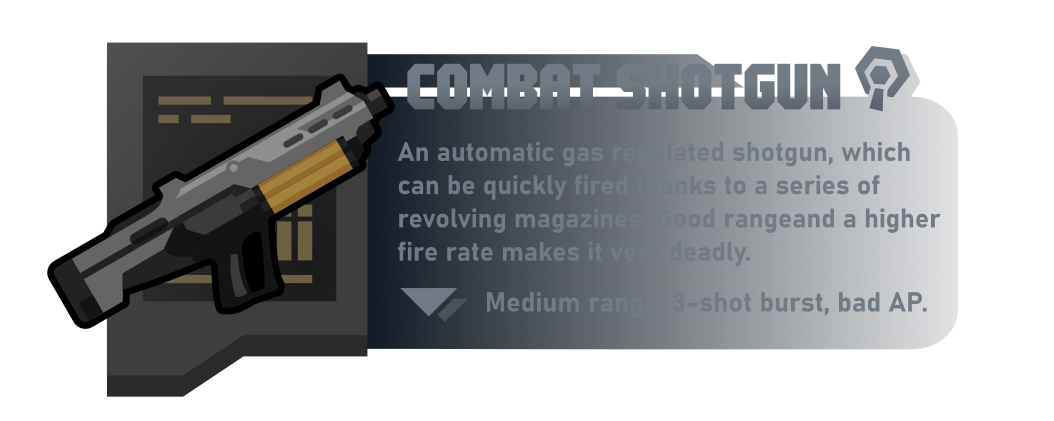 COMBAT SHOTGUN
An automatic gas regulated shotgun, which
can be quickly fired thanks to a series of
revolving magazines. Good rangeand a higher
fire rate makes it very deadly.
Medium range, 3-shot burst, bad AP.